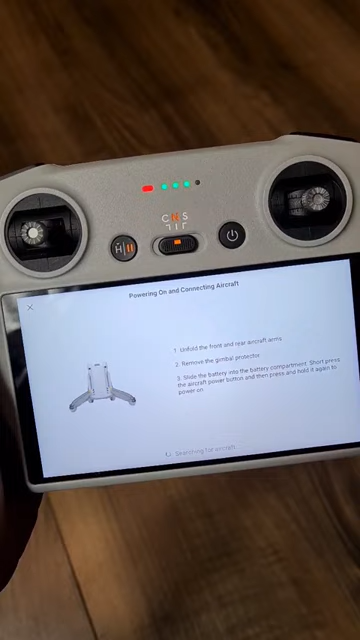 C N S
H
Powering On and Connecting Aircraft
1. Unfold the front and rear aircraft arms.
2. Remove the gimbal protector.
3. Slide the battery into the battery compartment. Short press
the aircraft power button and then press and hold it again to
power on.
Searching for aircraft...